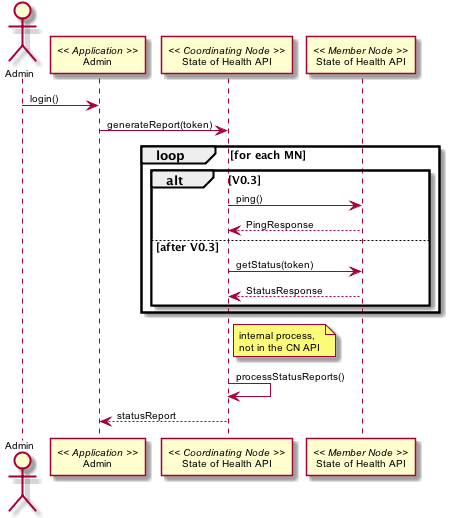 Admin
<< Application >>
Admin
<< Coordinating Node >>
State of Health API
<< Member Node >>
State of Health API
login()
generateReport(token)
loop
[for each MN]
alt
[V0.3]
ping()
PingResponse
[after V0.3]
getStatus(token)
StatusResponse
internal process,
not in the CN API
processStatusReports()
statusReport
Admin
<< Application >>
Admin
<< Coordinating Node >>
State of Health API
<< Member Node >>
State of Health API